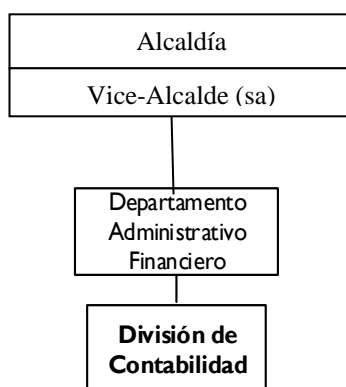 Alcaldía
Vice-Alcalde (sa)
Departamento
Administrativo
Financiero
División de
Contabilidad